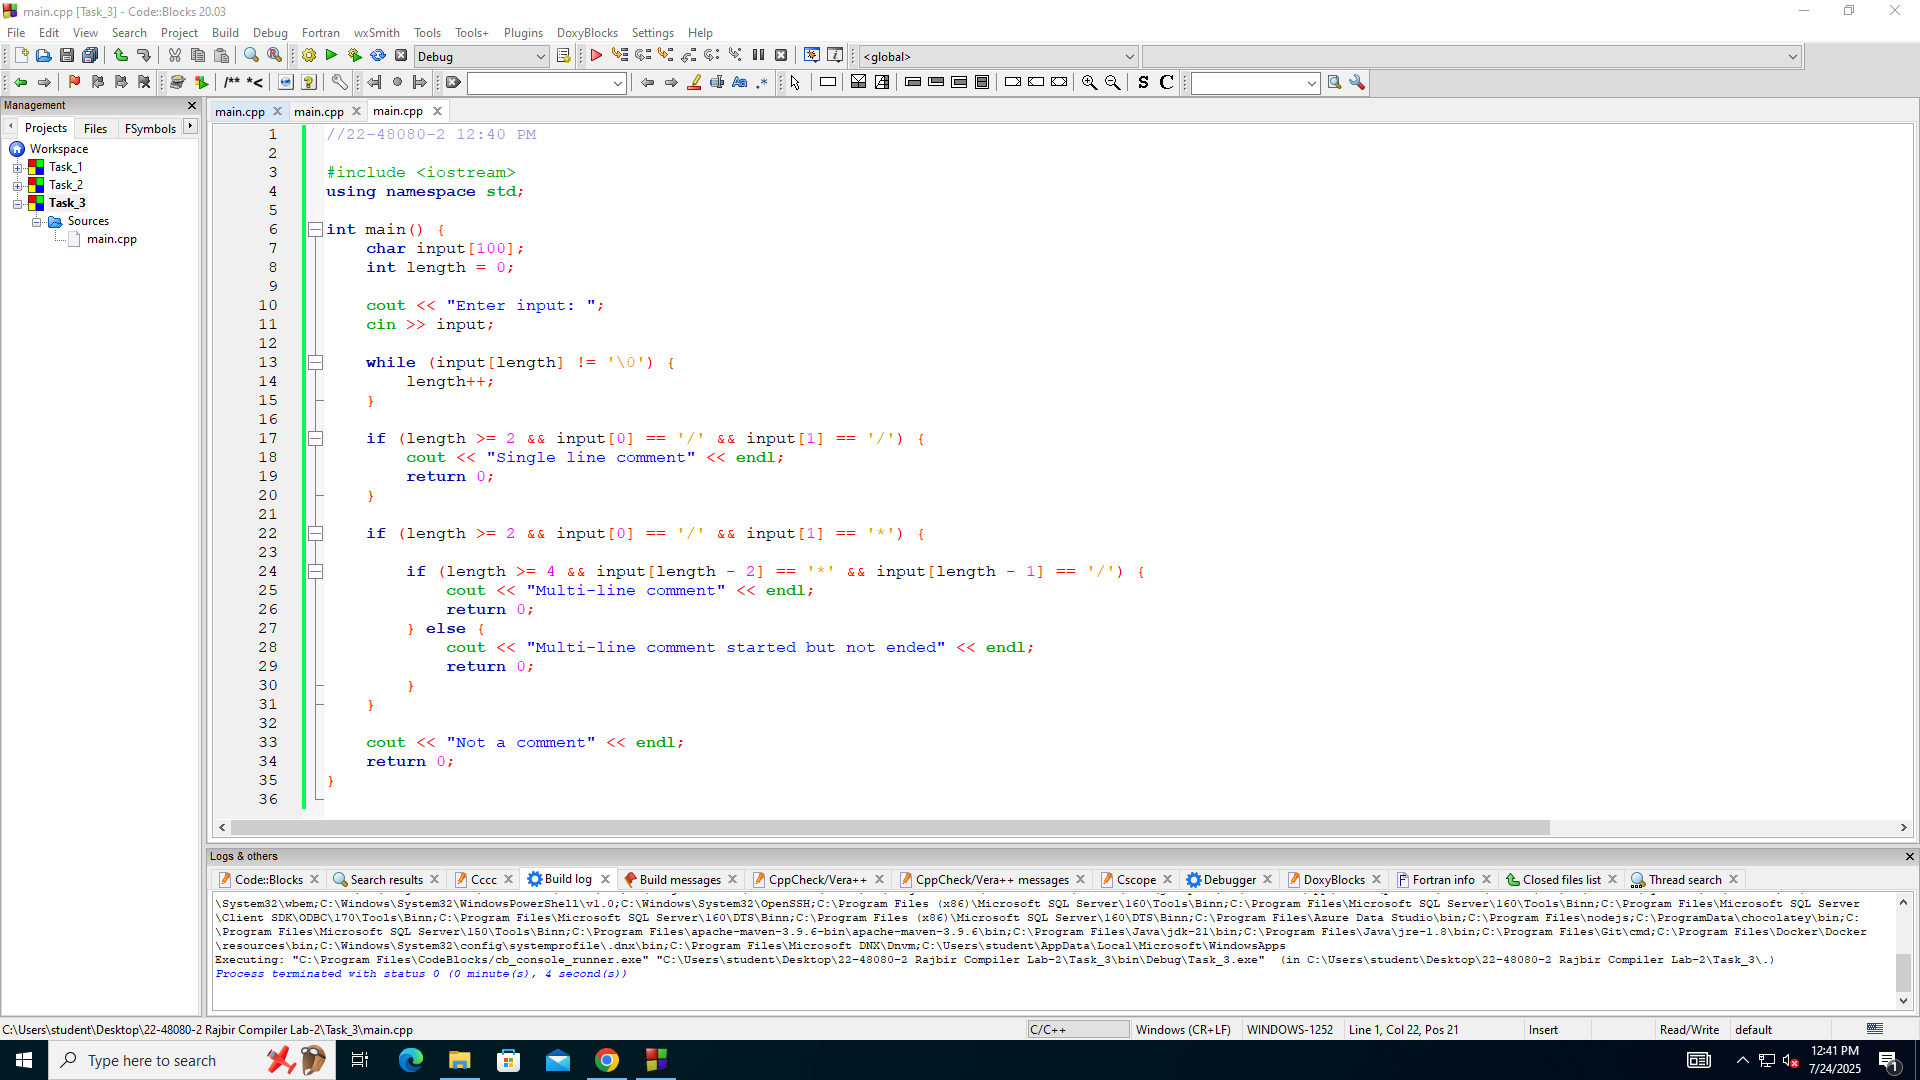 main.cpp [Task_3] - Code::Blocks 20.03
File Edit View Search Project Build Debug Fortran wxSmith Tools Tools+ Plugins DoxyBlocks Settings Help
Debug
<global>
/** *<
Aa .*
S C
Management
Projects Files FSymbols
Workspace
Task_1
Task_2
Task_3
Sources
main.cpp
main.cpp main.cpp main.cpp
1 //22-48080-2 12:40 PM
2
3 #include <iostream>
4 using namespace std;
5
6 int main() {
7 char input[100];
8 int length = 0;
9
10 cout << "Enter input: ";
11 cin >> input;
12
13 while (input[length] != '\0') {
14 length++;
15 }
16
17 if (length >= 2 && input[0] == '/' && input[1] == '/') {
18 cout << "Single line comment" << endl;
19 return 0;
20 }
21
22 if (length >= 2 && input[0] == '/' && input[1] == '*') {
23
24 if (length >= 4 && input[length - 2] == '*' && input[length - 1] == '/') {
25 cout << "Multi-line comment" << endl;
26 return 0;
27 } else {
28 cout << "Multi-line comment started but not ended" << endl;
29 return 0;
30 }
31 }
32
33 cout << "Not a comment" << endl;
34 return 0;
35 }
36
Logs & others
Code::Blocks Search results Cccc Build log Build messages CppCheck/Vera++ CppCheck/Vera++ messages Cscope Debugger DoxyBlocks Fortran info Closed files list Thread search
\System32\wbem;C:\Windows\System32\WindowsPowerShell\v1.0;C:\Windows\System32\OpenSSH;C:\Program Files (x86)\Microsoft SQL Server\160\Tools\Binn;C:\Program Files\Microsoft SQL Server\160\Tools\Binn;C:\Program Files\Microsoft SQL Server
\Client SDK\ODBC\170\Tools\Binn;C:\Program Files\Microsoft SQL Server\160\DTS\Binn;C:\Program Files (x86)\Microsoft SQL Server\160\DTS\Binn;C:\Program Files\Azure Data Studio\bin;C:\Program Files\nodejs;C:\ProgramData\chocolatey\bin;C:
\Program Files\Microsoft SQL Server\150\Tools\Binn;C:\Program Files\apache-maven-3.9.6-bin\apache-maven-3.9.6\bin;C:\Program Files\Java\jdk-21\bin;C:\Program Files\Java\jre-1.8\bin;C:\Program Files\Git\cmd;C:\Program Files\Docker\Docker
\resources\bin;C:\Windows\System32\config\systemprofile\.dnx\bin;C:\Program Files\Microsoft DNX\Dnvm;C:\Users\student\AppData\Local\Microsoft\WindowsApps
Executing: "C:\Program Files\CodeBlocks/cb_console_runner.exe" "C:\Users\student\Desktop\22-48080-2 Rajbir Compiler Lab-2\Task_3\bin\Debug\Task_3.exe" (in C:\Users\student\Desktop\22-48080-2 Rajbir Compiler Lab-2\Task_3\.)
Process terminated with status 0 (0 minute(s), 4 second(s))
C:\Users\student\Desktop\22-48080-2 Rajbir Compiler Lab-2\Task_3\main.cpp C/C++ Windows (CR+LF) WINDOWS-1252 Line 1, Col 22, Pos 21 Insert Read/Write default
Type here to search
12:41 PM
7/24/2025
1